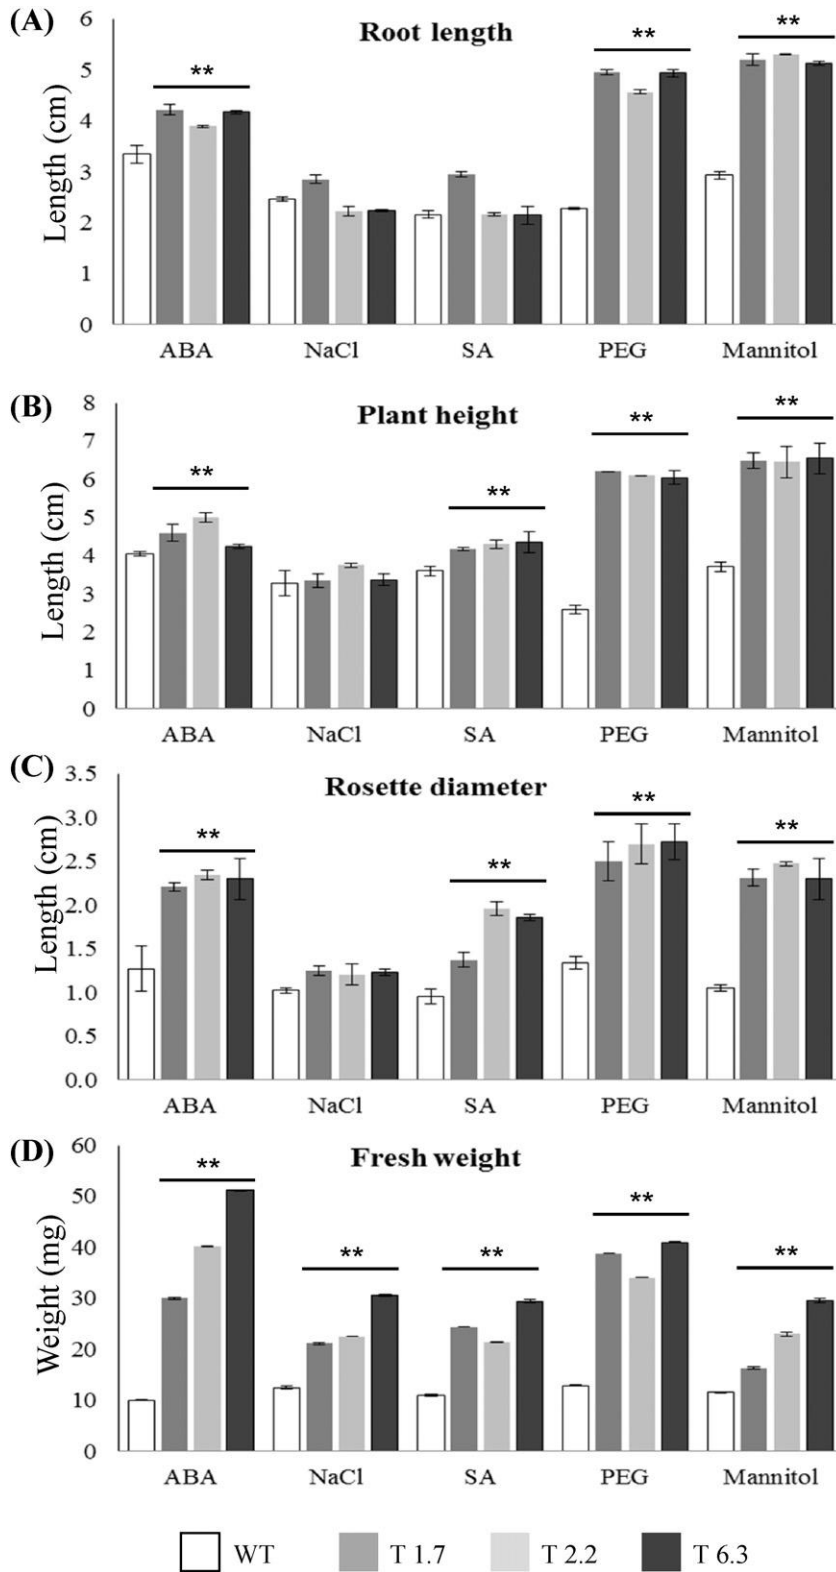 (A)
Root length
Length (cm)
6
5
4
3
2
1
0
**
**
**
ABA NaCl SA PEG Mannitol
(B)
Plant height
Length (cm)
8
7
6
5
4
3
2
1
0
**
**
**
**
ABA NaCl SA PEG Mannitol
(C)
Rosette diameter
Length (cm)
3.5
3.0
2.5
2.0
1.5
1.0
0.5
0.0
**
**
**
**
ABA NaCl SA PEG Mannitol
(D)
Fresh weight
Weight (mg)
60
50
40
30
20
10
0
**
**
**
**
**
ABA NaCl SA PEG Mannitol
WT T 1.7 T 2.2 T 6.3